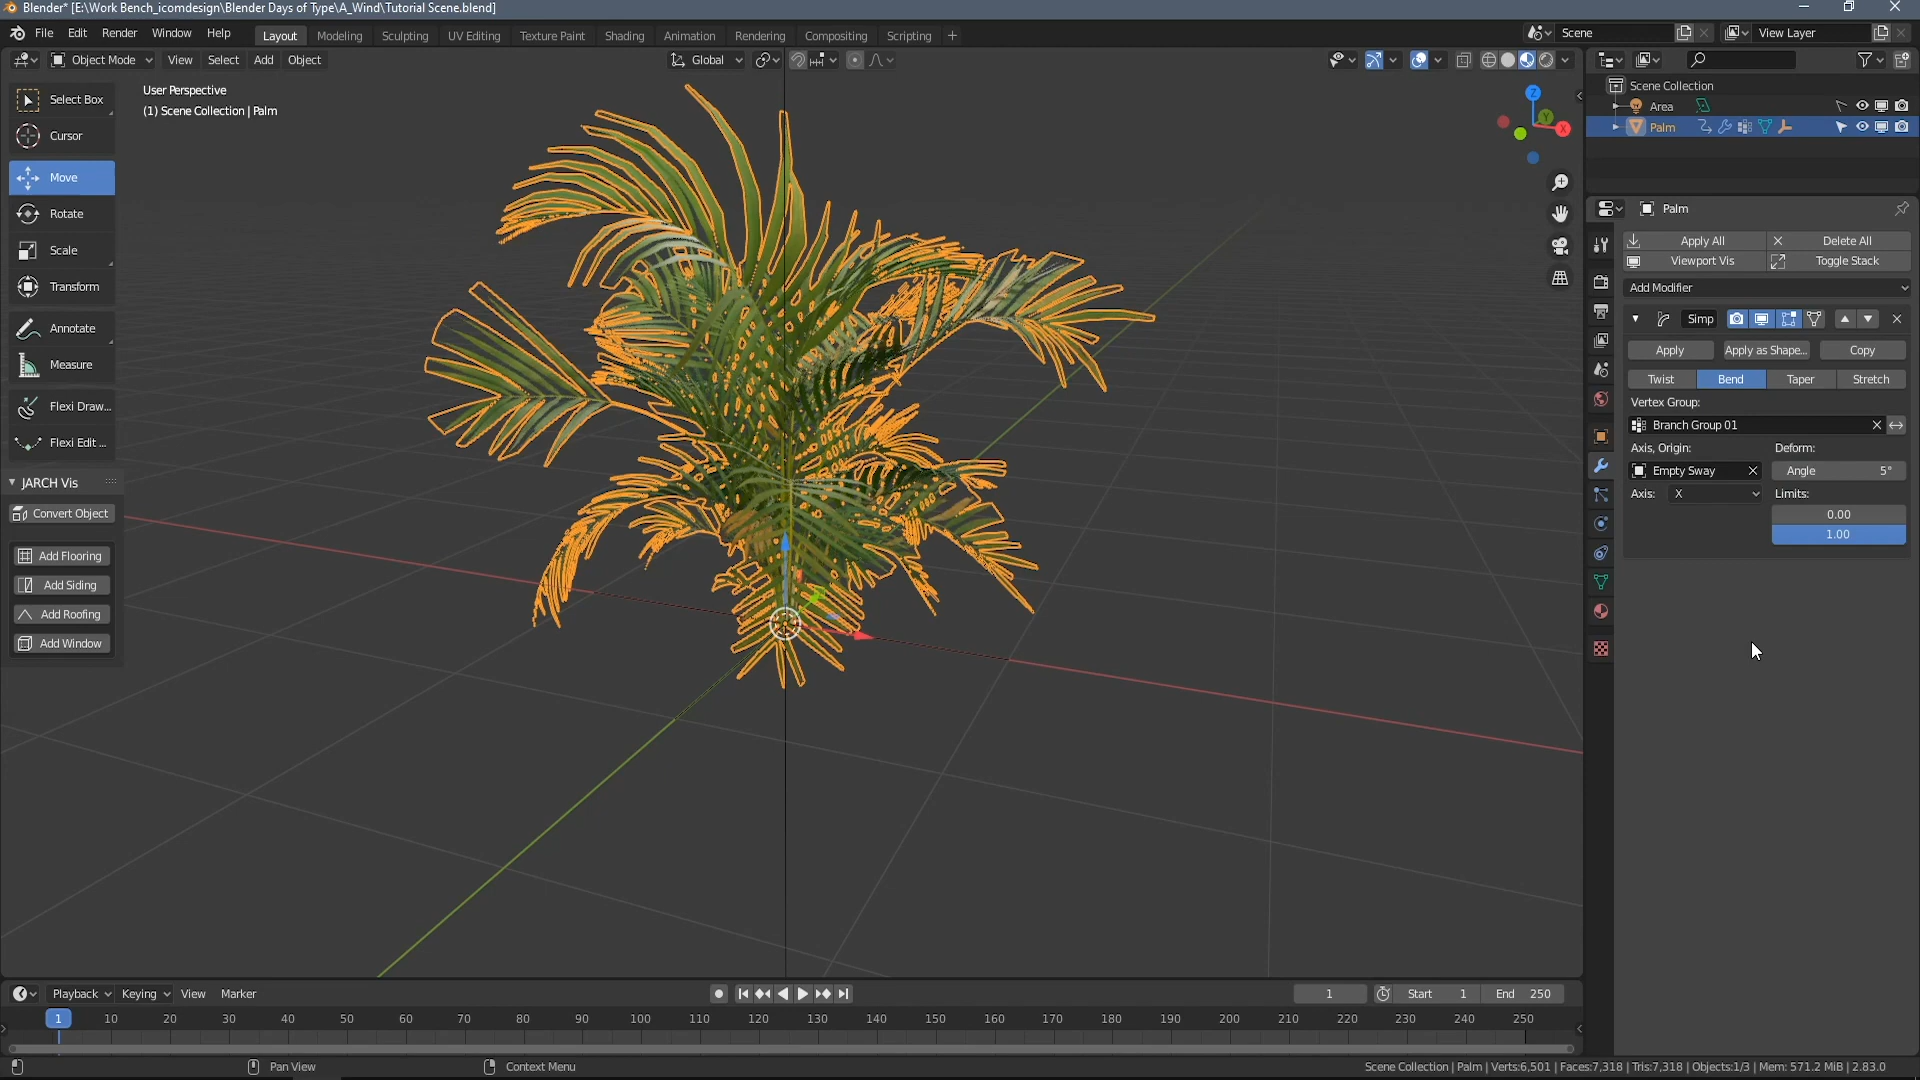 Blender* [E:\Work Bench_icomdesign\Blender Days of Type\A_Wind\Tutorial Scene.blend]
File Edit Render Window Help Layout Modeling Sculpting UV Editing Texture Paint Shading Animation Rendering Compositing Scripting + Scene View Layer
Object Mode View Select Add Object Global
User Perspective
(1) Scene Collection | Palm
Select Box
Cursor
Move
Rotate
Scale
Transform
Annotate
Measure
Flexi Draw...
Flexi Edit ...
JARCH Vis
Convert Object
Add Flooring
Add Siding
Add Roofing
Add Window
Z
Y
X
Scene Collection
Area
Palm
Palm
Apply All Delete All
Viewport Vis Toggle Stack
Add Modifier
Simp
Apply Apply as Shape... Copy
Twist Bend Taper Stretch
Vertex Group:
Branch Group 01
Axis, Origin: Deform:
Empty Sway Angle 5°
Axis: X Limits:
0.00
1.00
Playback Keying View Marker 1 Start 1 End 250
1 10 20 30 40 50 60 70 80 90 100 110 120 130 140 150 160 170 180 190 200 210 220 230 240 250
Pan View Context Menu Scene Collection | Palm | Verts:6,501 | Faces:7,318 | Tris:7,318 | Objects:1/3 | Mem: 571.2 MiB | 2.83.0